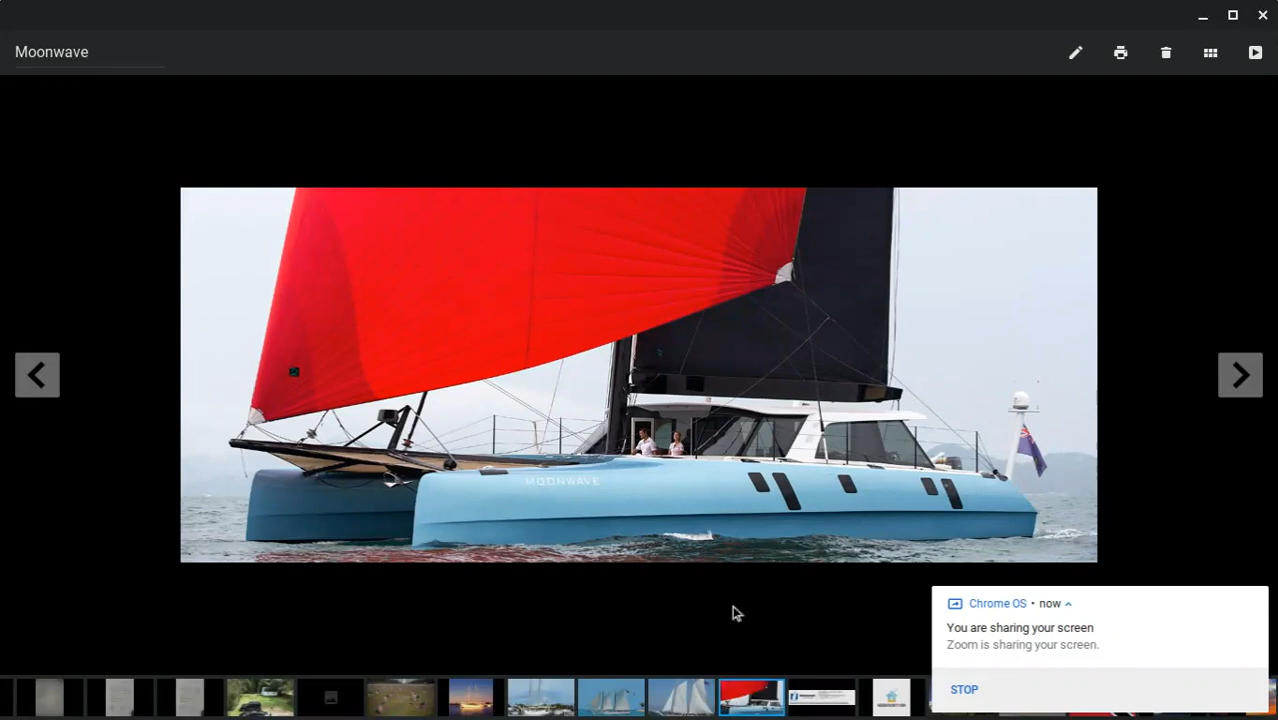 Moonwave
MOONWAVE
Chrome OS • now
You are sharing your screen
Zoom is sharing your screen.
STOP